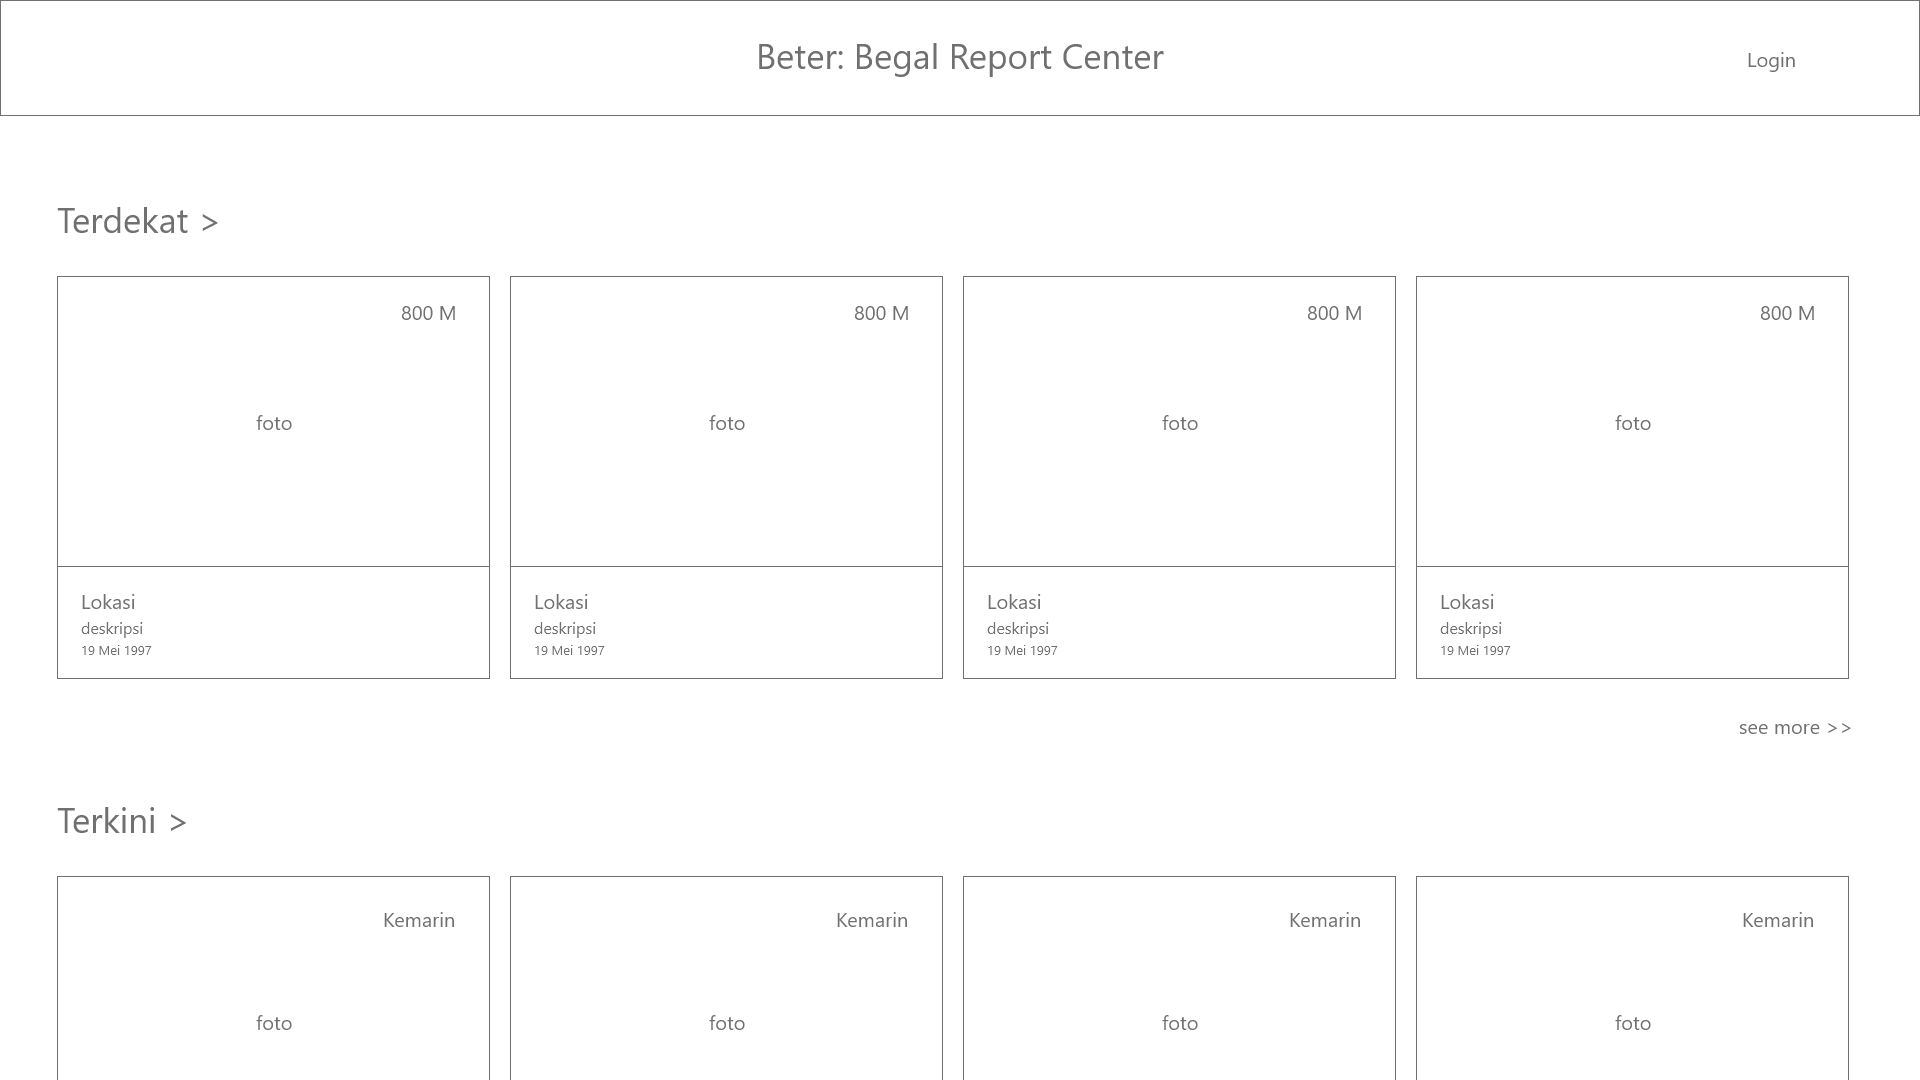 Beter: Begal Report Center
Login
Terdekat >
800 M
800 M
800 M
800 M
foto
foto
foto
foto
Lokasi
deskripsi
19 Mei 1997
Lokasi
deskripsi
19 Mei 1997
Lokasi
deskripsi
19 Mei 1997
Lokasi
deskripsi
19 Mei 1997
see more >>
Terkini >
Kemarin
Kemarin
Kemarin
Kemarin
foto
foto
foto
foto